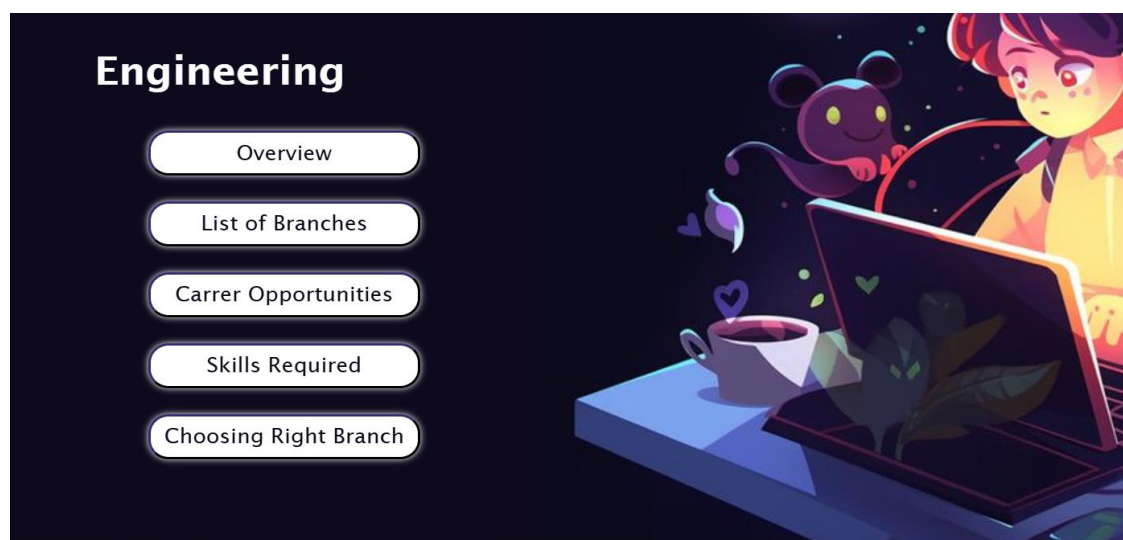 Engineering
Overview
List of Branches
Carrer Opportunities
Skills Required
Choosing Right Branch